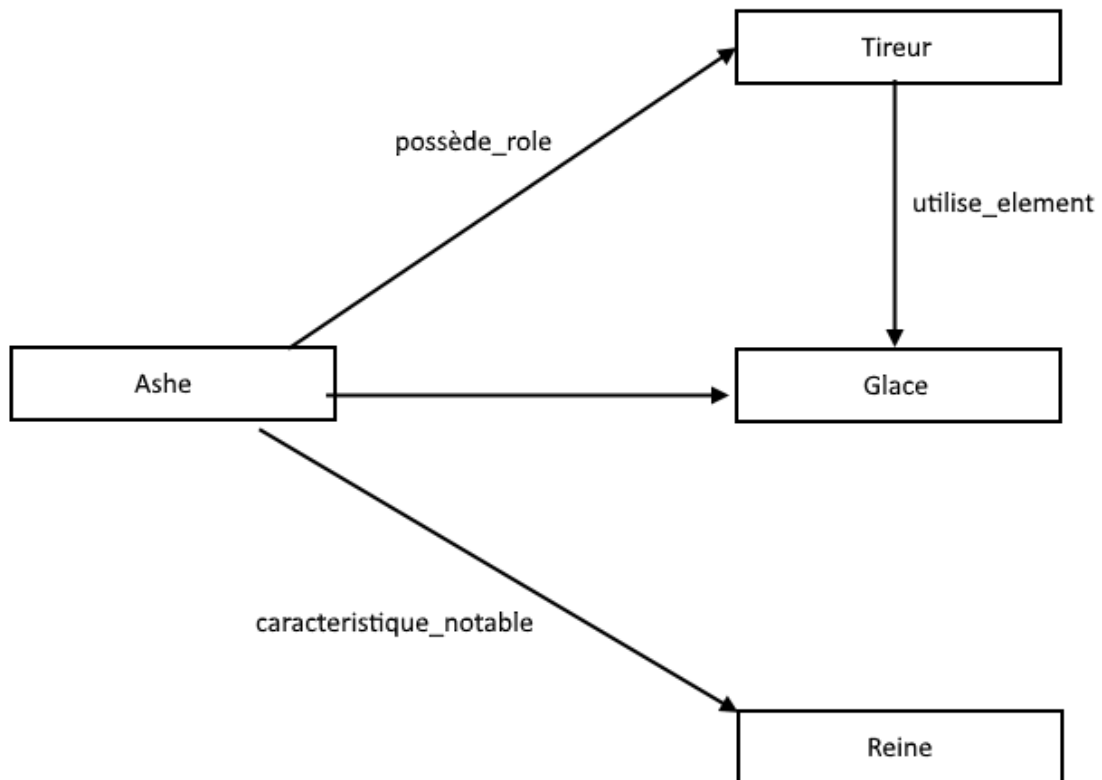 Tireur
possède_role
utilise_element
Ashe
Glace
caracteristique_notable
Reine